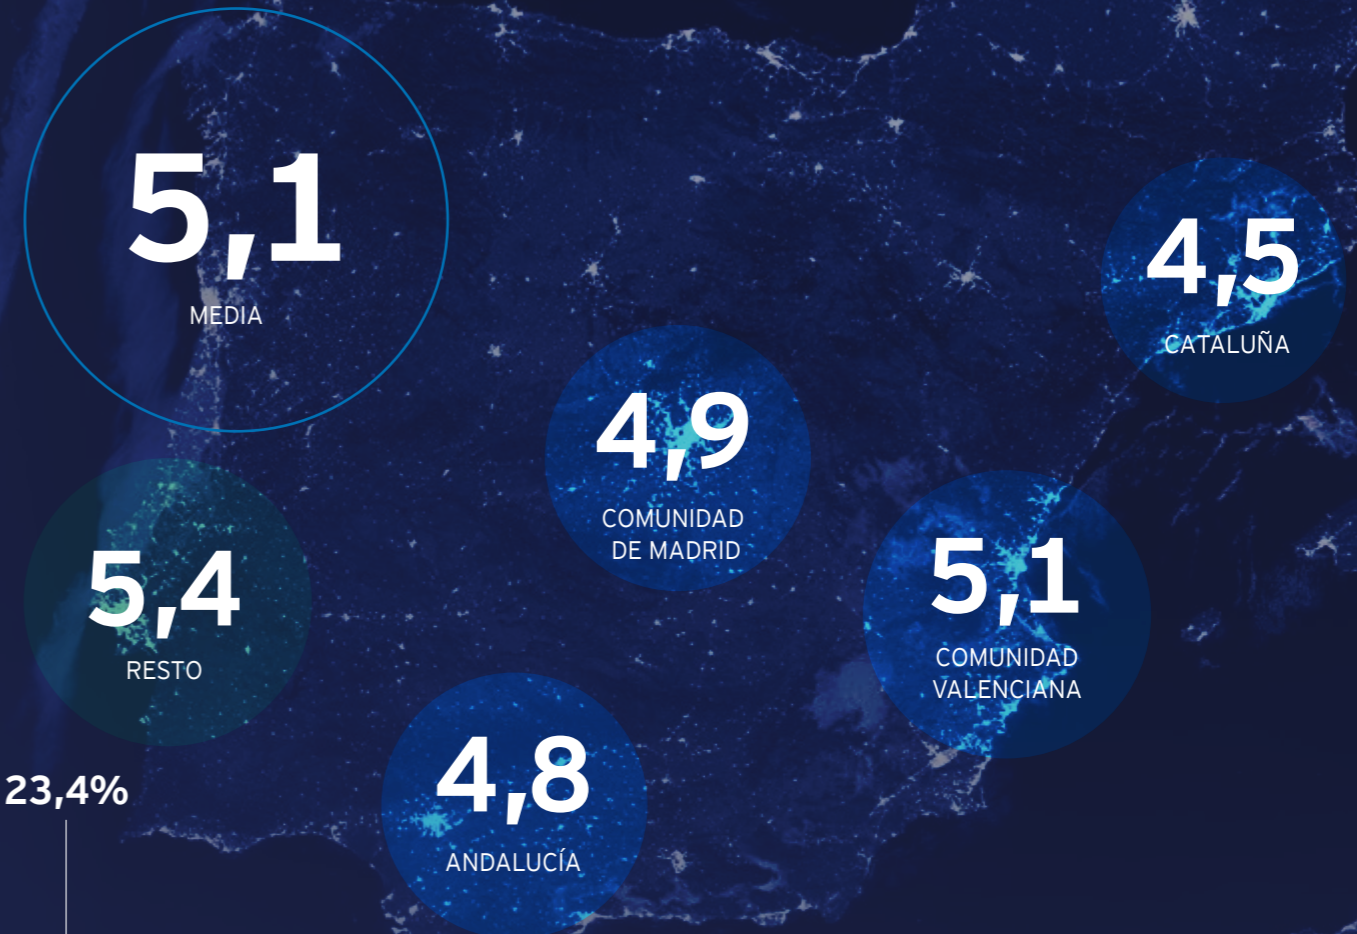 5,1
MEDIA
4,5
CATALUÑA
4,9
COMUNIDAD
DE MADRID
5,4
RESTO
5,1
COMUNIDAD
VALENCIANA
4,8
ANDALUCÍA
23,4%